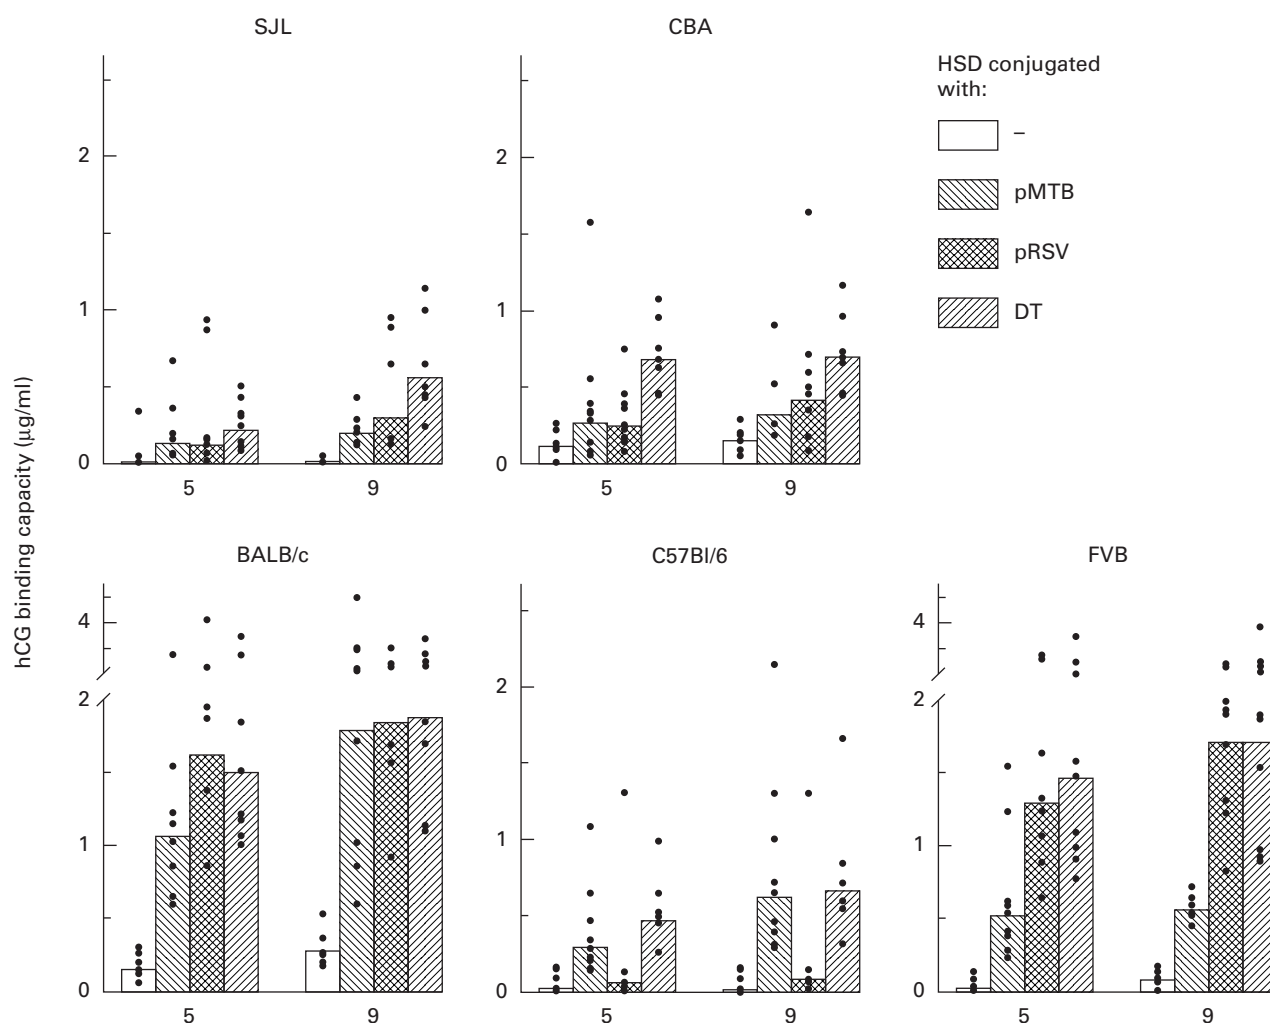 SJL
CBA
HSD conjugated
with:
–
pMTB
pRSV
DT
2
1
0
5
9
2
1
0
5
9
hCG binding capacity (µg/ml)
BALB/c
C57Bl/6
FVB
4
2
1
0
5
9
2
1
0
5
9
4
2
1
0
5
9